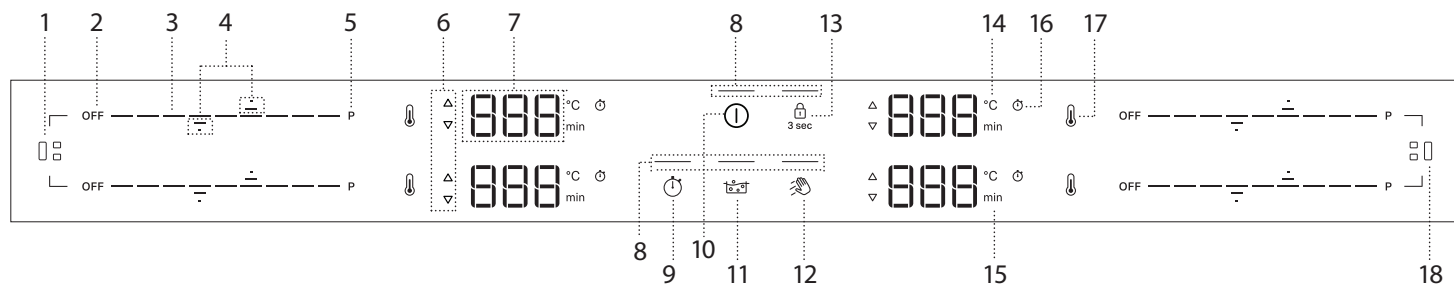 1 2 3 4 5 6 7 8 13 14 16 17
OFF P 888 °C 888 °C OFF P
min 3 sec min
OFF P 888 °C 888 °C OFF P
min min
8 9 10 11 12 15 18